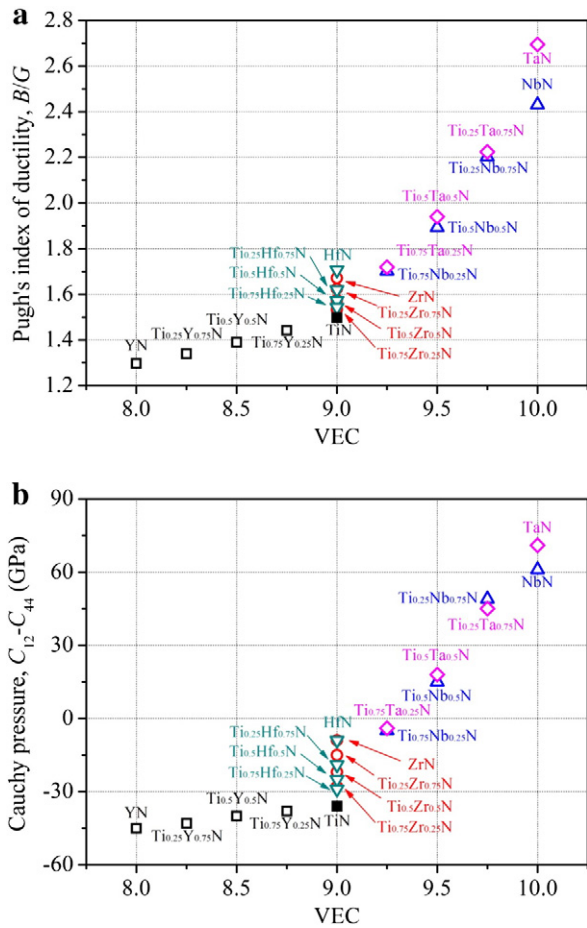 a
Pugh's index of ductility, B/G
2.8
2.6
2.4
2.2
2.0
1.8
1.6
1.4
1.2
TaN
NbN
Ti0.25Ta0.75N
Ti0.25Nb0.75N
Ti0.5Ta0.5N
Ti0.5Nb0.5N
Ti0.75Ta0.25N
Ti0.75Nb0.25N
HfN
Ti0.25Hf0.75N
Ti0.5Hf0.5N
Ti0.75Hf0.25N
ZrN
Ti0.25Zr0.75N
Ti0.5Zr0.5N
Ti0.75Zr0.25N
TiN
Ti0.5Y0.5N
Ti0.25Y0.75N
Ti0.75Y0.25N
YN
8.0 8.5 9.0 9.5 10.0
VEC
b
Cauchy pressure, C12-C44 (GPa)
90
60
30
0
-30
-60
TaN
NbN
Ti0.25Nb0.75N
Ti0.25Ta0.75N
Ti0.5Ta0.5N
Ti0.5Nb0.5N
Ti0.75Ta0.25N
Ti0.75Nb0.25N
HfN
Ti0.25Hf0.75N
Ti0.5Hf0.5N
Ti0.75Hf0.25N
ZrN
Ti0.25Zr0.75N
Ti0.5Zr0.5N
Ti0.75Zr0.25N
TiN
Ti0.5Y0.5N
Ti0.75Y0.25N
Ti0.25Y0.75N
YN
8.0 8.5 9.0 9.5 10.0
VEC